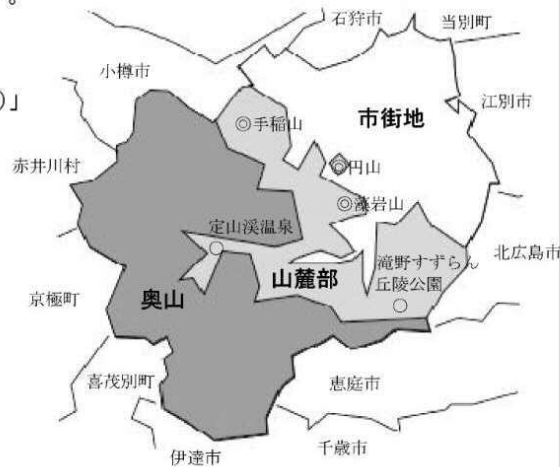 石狩市
当別町
小樽市
)」
江別市
◎手稲山
市街地
赤井川村
◎円山
◎藻岩山
定山渓温泉
北広島市
滝野すずらん
丘陵公園
山麓部
奥山
京極町
喜茂別町
恵庭市
伊達市
千歳市